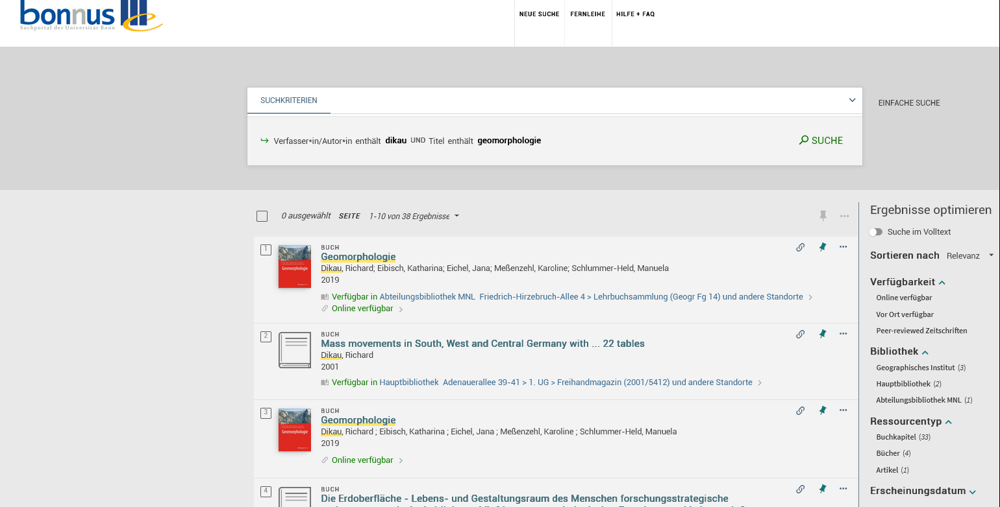 bonnus
Suchportal der Universität Bonn
NEUE SUCHE
FERNLEIHE
HILFE + FAQ
SUCHKRITERIEN
EINFACHE SUCHE
↪ Verfasser*in/Autor*in enthält dikau UND Titel enthält geomorphologie
SUCHE
0 ausgewählt SEITE 1-10 von 38 Ergebnisse
1
Geomorphologie
BUCH
Geomorphologie
Dikau, Richard; Eibisch, Katharina; Eichel, Jana; Meßenzehl, Karoline; Schlummer-Held, Manuela
2019
Verfügbar in Abteilungsbibliothek MNL Friedrich-Hirzebruch-Allee 4 > Lehrbuchsammlung (Geogr Fg 14) und andere Standorte
Online verfügbar
2
BUCH
Mass movements in South, West and Central Germany with ... 22 tables
Dikau, Richard
2001
Verfügbar in Hauptbibliothek Adenauerallee 39-41 > 1. UG > Freihandmagazin (2001/5412) und andere Standorte
3
Geomorphologie
BUCH
Geomorphologie
Dikau, Richard ; Eibisch, Katharina ; Eichel, Jana ; Meßenzehl, Karoline ; Schlummer-Held, Manuela
2019
Online verfügbar
4
BUCH
Die Erdoberfläche - Lebens- und Gestaltungsraum des Menschen forschungsstrategische
Ergebnisse optimieren
Suche im Volltext
Sortieren nach Relevanz
Verfügbarkeit
Online verfügbar
Vor Ort verfügbar
Peer-reviewed Zeitschriften
Bibliothek
Geographisches Institut (3)
Hauptbibliothek (2)
Abteilungsbibliothek MNL (1)
Ressourcentyp
Buchkapitel (33)
Bücher (4)
Artikel (1)
Erscheinungsdatum